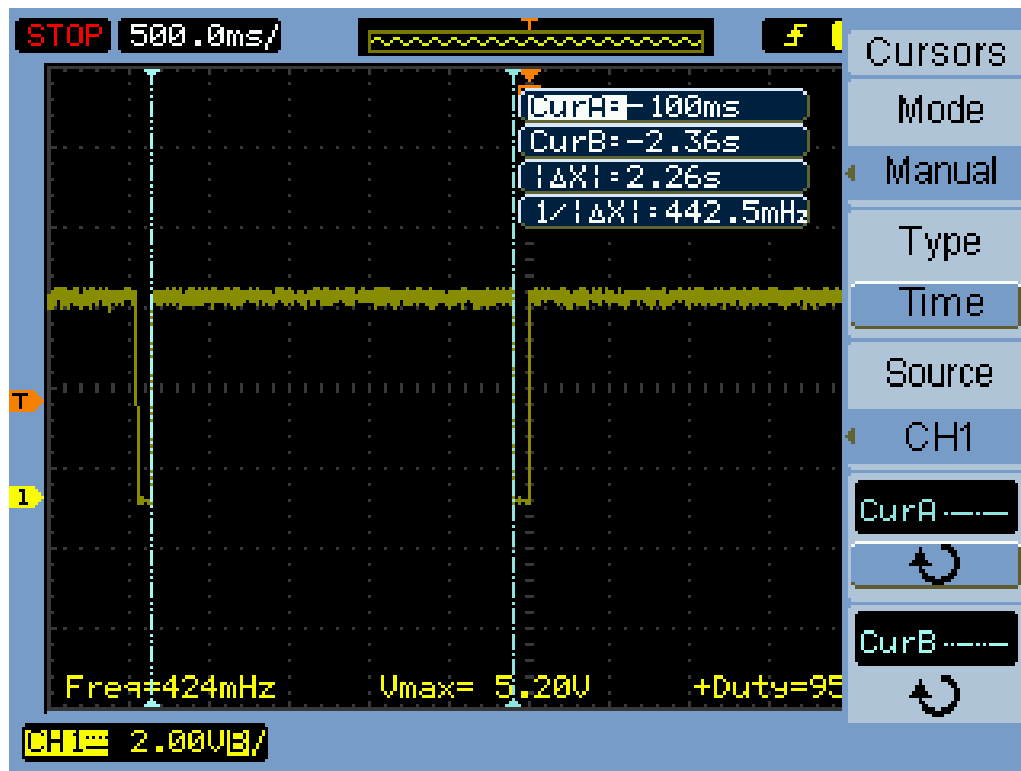 STOP 500.0ms/ T
Cursors
CurA:-100ms
CurB:-2.36s
|ΔX|:2.26s
1/|ΔX|:442.5mHz
Mode
Manual
Type
Time
Source
CH1
T
1
CurA
CurB
Freq=424mHz Vmax= 5.20V +Duty=95
CH1 2.00VB/